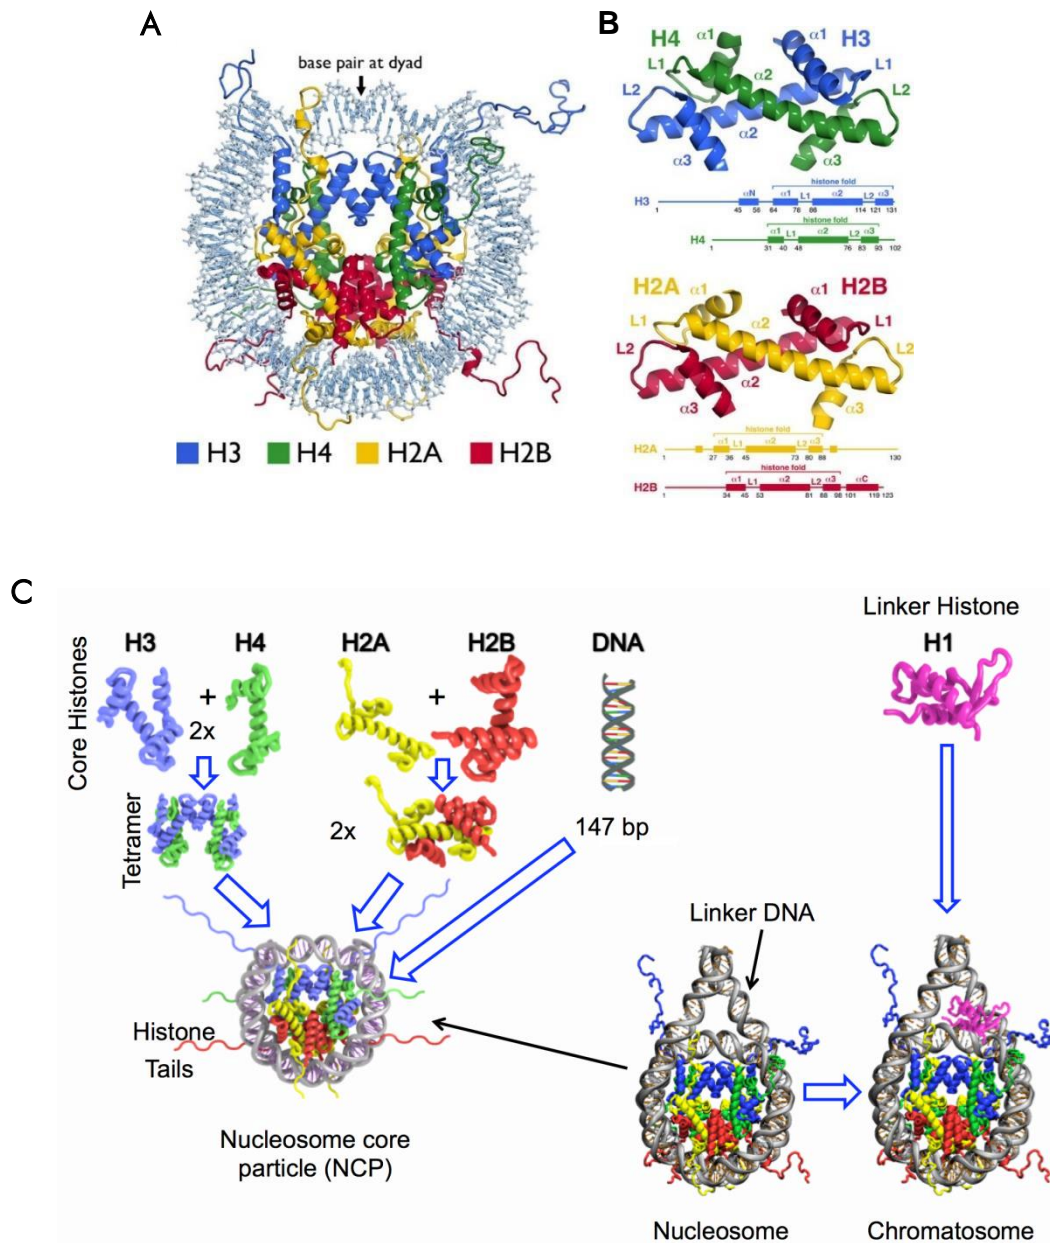 A
base pair at dyad
H3 H4 H2A H2B
B
H4 α1 α1 H3
L1 α2 L1
L2 L2
α2
α3 α3
histone fold
αN α1 L1 α2 L2 α3
H3
1 45 56 64 76 86 114 121 131
histone fold
α1 L1 α2 L2 α3
H4
1 31 40 48 76 83 93 102
H2A α1 α1 H2B
L1 α2 L1
L2 L2
α2
α3 α3
histone fold
α1 L1 α2 L2 α3
H2A
1 27 36 45 73 80 88 130
histone fold
α1 L1 α2 L2 α3 αC
H2B
1 34 45 53 81 88 98 101 119 123
C
Linker Histone
H3 H4 H2A H2B DNA H1
Core Histones
+ +
2x
Tetramer
2x
147 bp
Linker DNA
Histone
Tails
Nucleosome core
particle (NCP)
Nucleosome Chromatosome